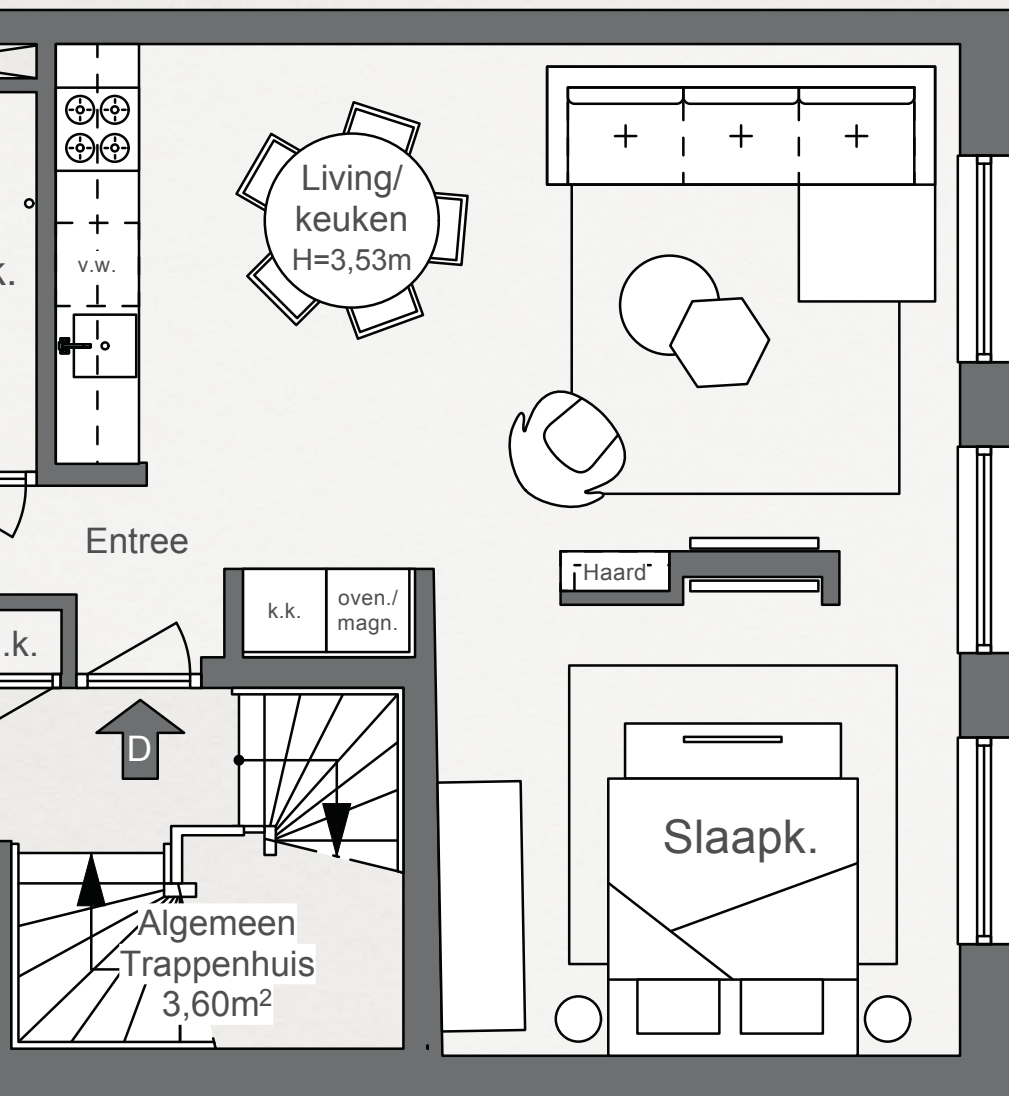 Living/
keuken
H=3,53m
v.w.
k.
Entree
Haard
k.k.
oven./
magn.
.k.
D
Slaapk.
Algemeen
Trappenhuis
3,60m²